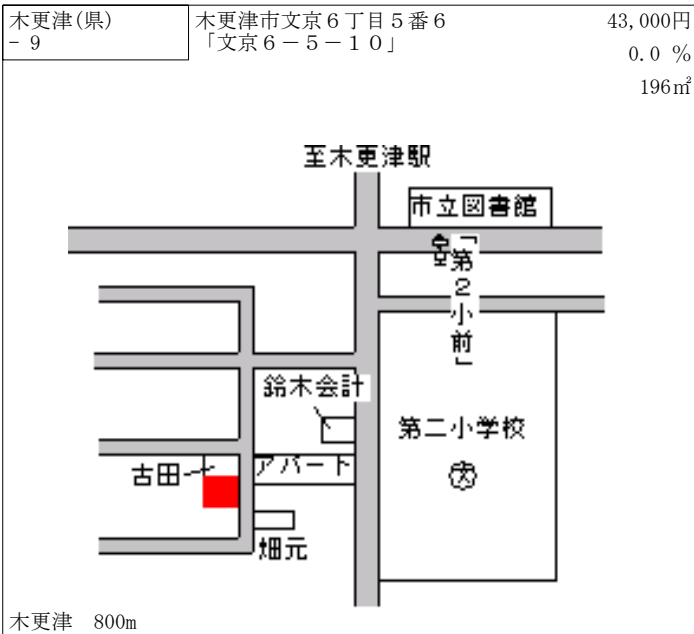 木更津(県)
－9
木更津市文京６丁目５番６
「文京６－５－１０」
43,000円
0.0 %
196㎡
至木更津駅
市立図書館
「第２小前」
鈴木会計
第二小学校
文
古田
アパート
畑元
木更津　800m